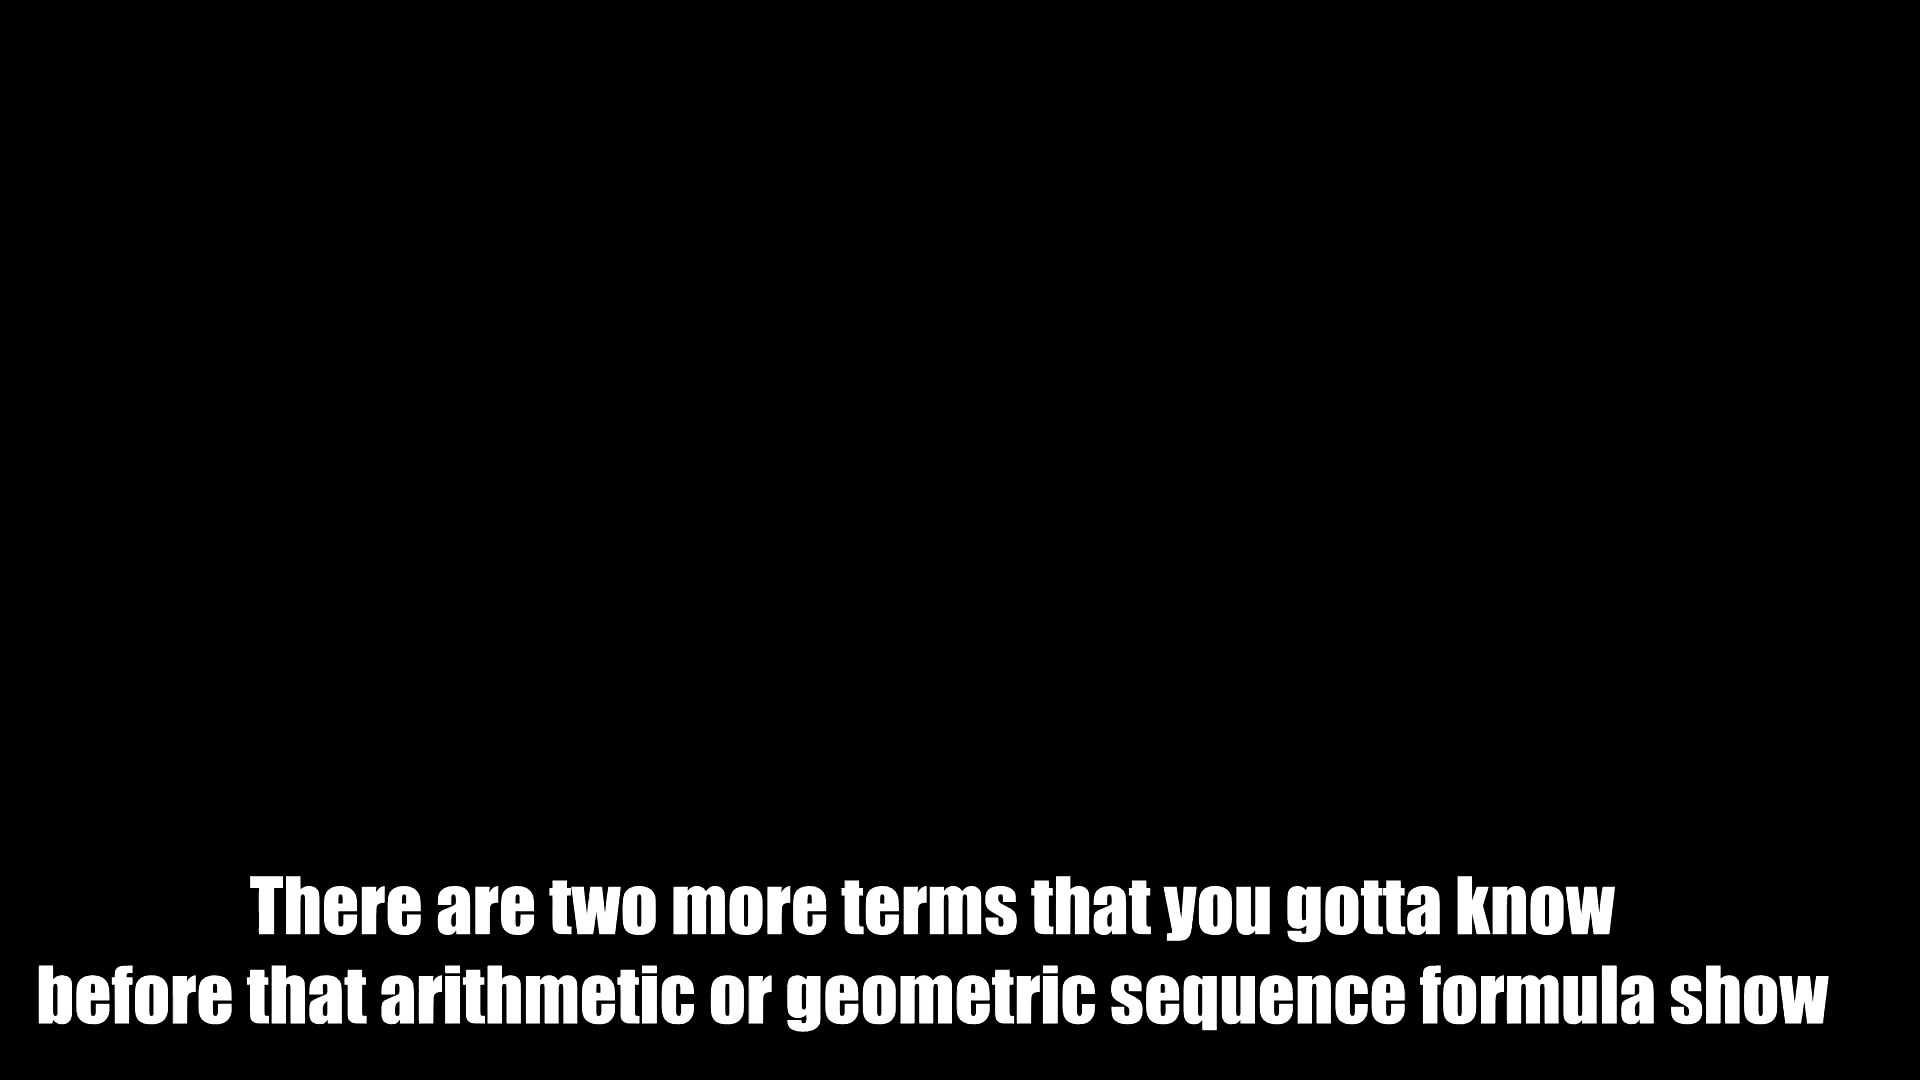 There are two more terms that you gotta know
before that arithmetic or geometric sequence formula show